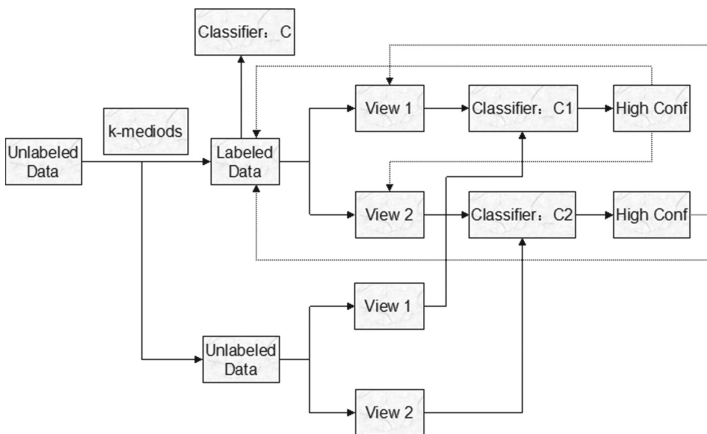 Classifier：C
k-mediods
Unlabeled
Data
Labeled
Data
View 1
Classifier：C1
High Conf
View 2
Classifier：C2
High Conf
View 1
Unlabeled
Data
View 2